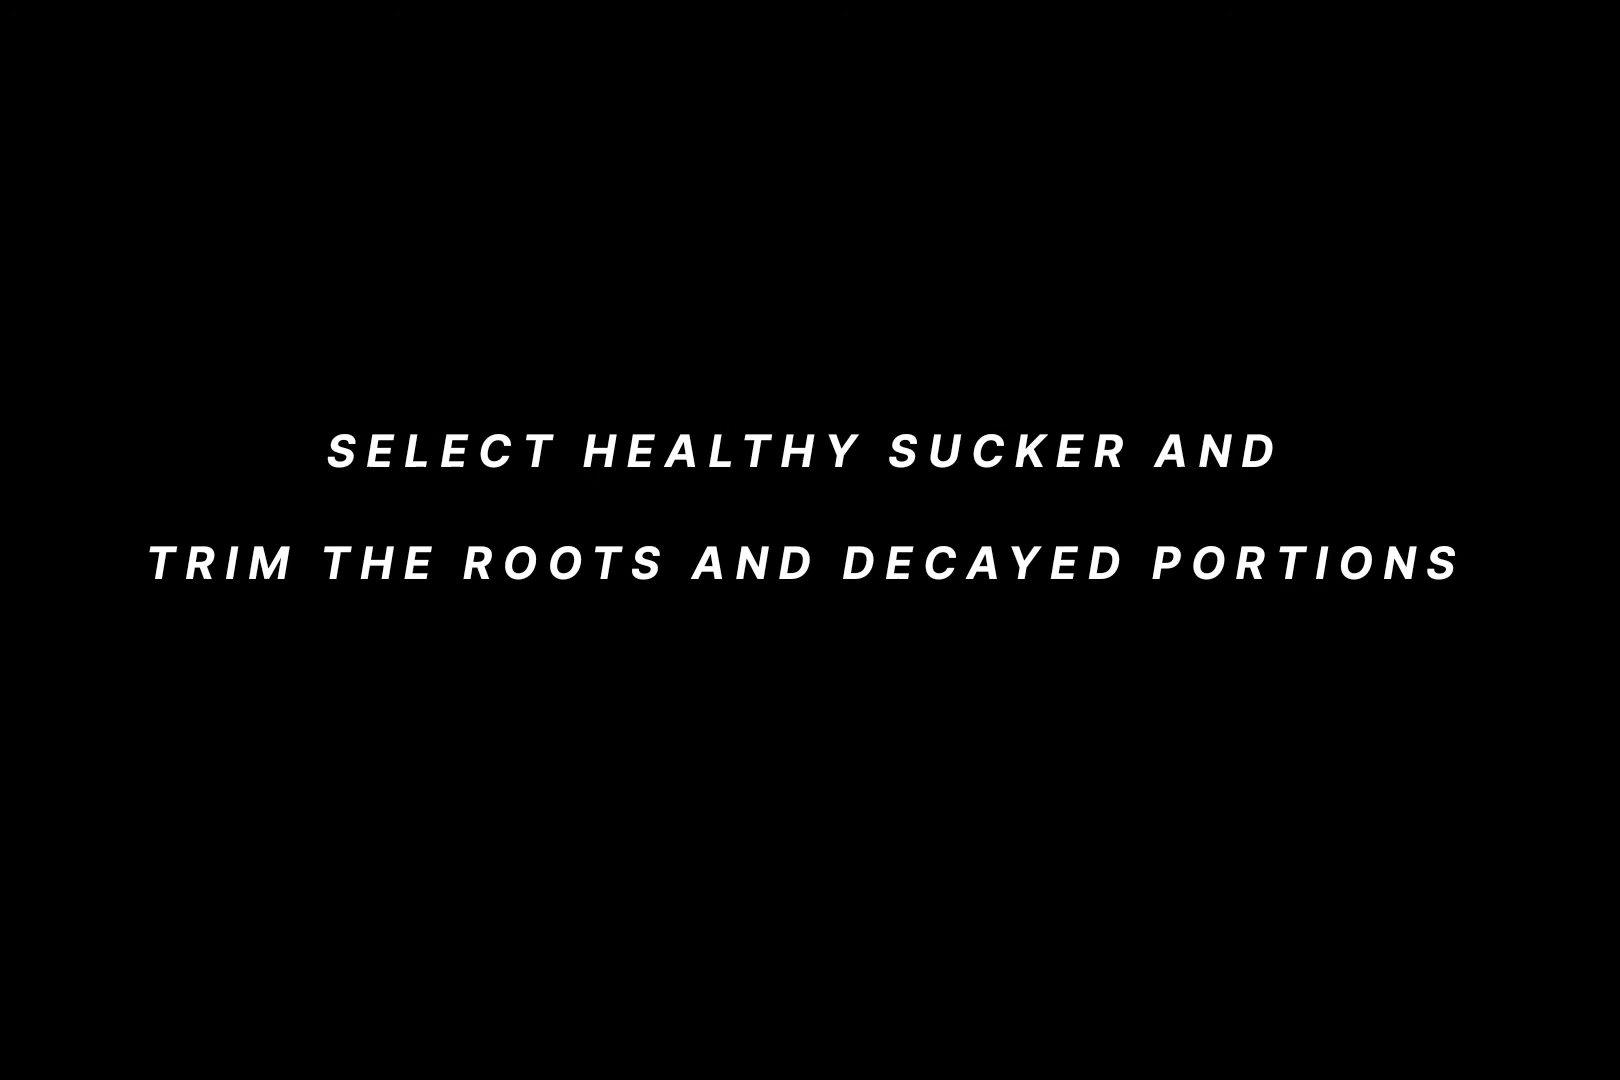 SELECT HEALTHY SUCKER AND
TRIM THE ROOTS AND DECAYED PORTIONS